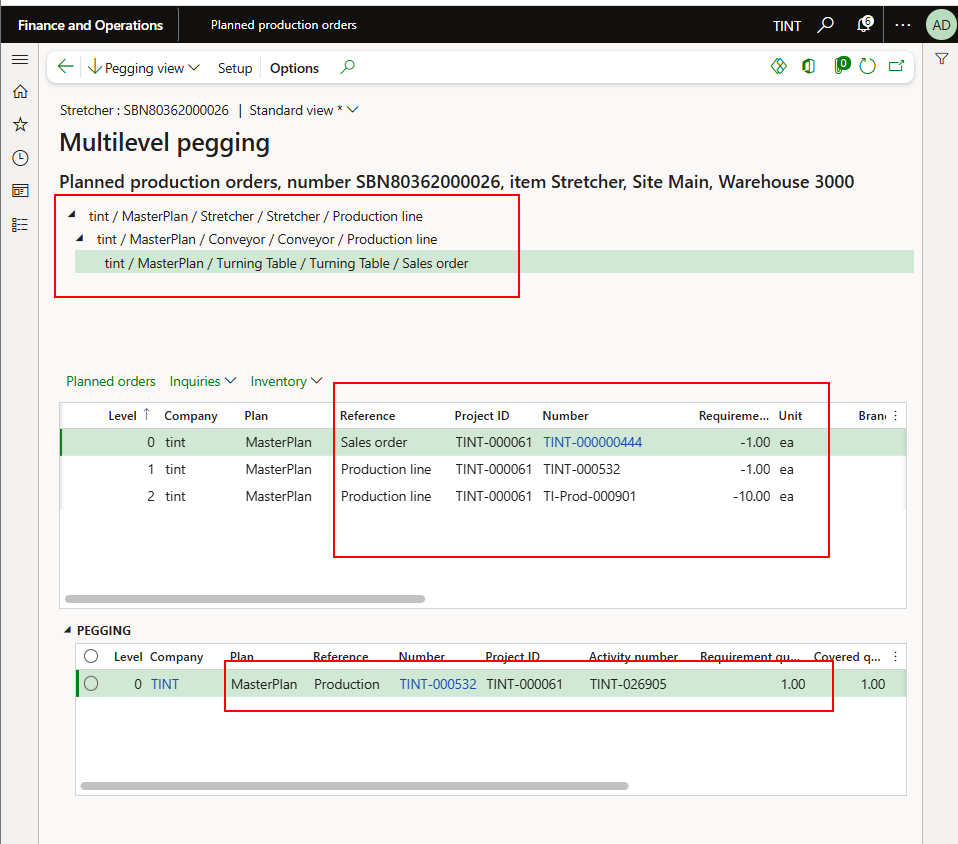 Finance and Operations Planned production orders TINT 6 ... AD
Pegging view Setup Options 0
Stretcher : SBN80362000026 | Standard view *
Multilevel pegging
Planned production orders, number SBN80362000026, item Stretcher, Site Main, Warehouse 3000
tint / MasterPlan / Stretcher / Stretcher / Production line
tint / MasterPlan / Conveyor / Conveyor / Production line
tint / MasterPlan / Turning Table / Turning Table / Sales order
Planned orders Inquiries Inventory
Level Company Plan Reference Project ID Number Requireme... Unit Bran
0 tint MasterPlan Sales order TINT-000061 TINT-000000444 -1.00 ea
1 tint MasterPlan Production line TINT-000061 TINT-000532 -1.00 ea
2 tint MasterPlan Production line TINT-000061 TI-Prod-000901 -10.00 ea
PEGGING
Level Company Plan Reference Number Project ID Activity number Requirement qu... Covered q...
0 TINT MasterPlan Production TINT-000532 TINT-000061 TINT-026905 1.00 1.00